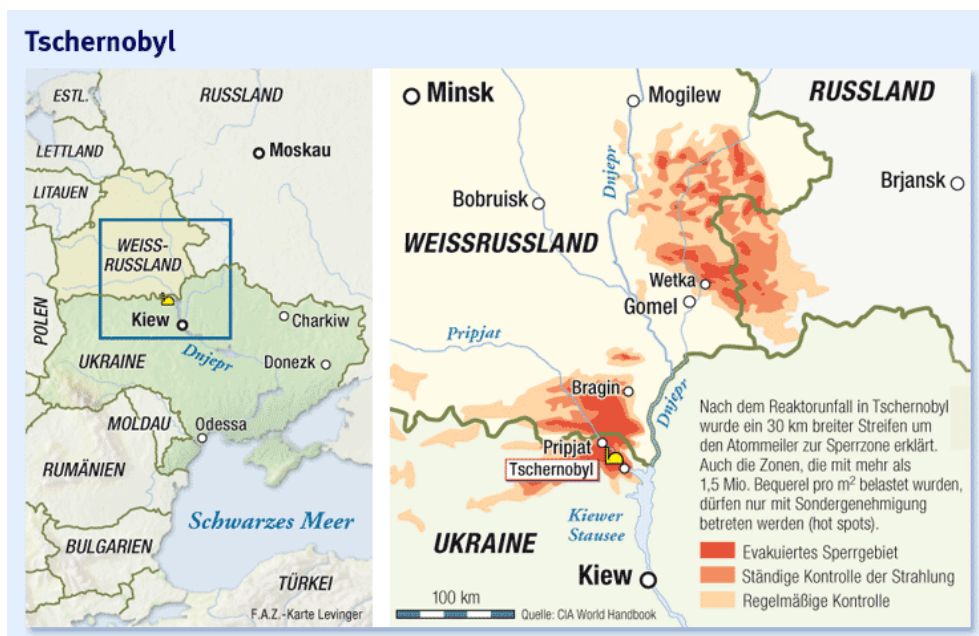 Tschernobyl
ESTL.
RUSSLAND
LETTLAND
Moskau
LITAUEN
WEISS-
RUSSLAND
POLEN
Kiew
Charkiw
UKRAINE
Dnjepr
Donezk
MOLDAU
Odessa
RUMÄNIEN
Schwarzes Meer
BULGARIEN
TÜRKEI
F.A.Z.-Karte Levinger
Minsk
Mogilew
RUSSLAND
Dnjepr
Brjansk
Bobruisk
WEISSRUSSLAND
Wetka
Gomel
Pripjat
Bragin
Dnjepr
Pripjat
Tschernobyl
Kiewer
Stausee
UKRAINE
Kiew
100 km
Quelle: CIA World Handbook
Nach dem Reaktorunfall in Tschernobyl
wurde ein 30 km breiter Streifen um
den Atommeiler zur Sperrzone erklärt.
Auch die Zonen, die mit mehr als
1,5 Mio. Bequerel pro m² belastet wurden,
dürfen nur mit Sondergenehmigung
betreten werden (hot spots).
Evakuiertes Sperrgebiet
Ständige Kontrolle der Strahlung
Regelmäßige Kontrolle